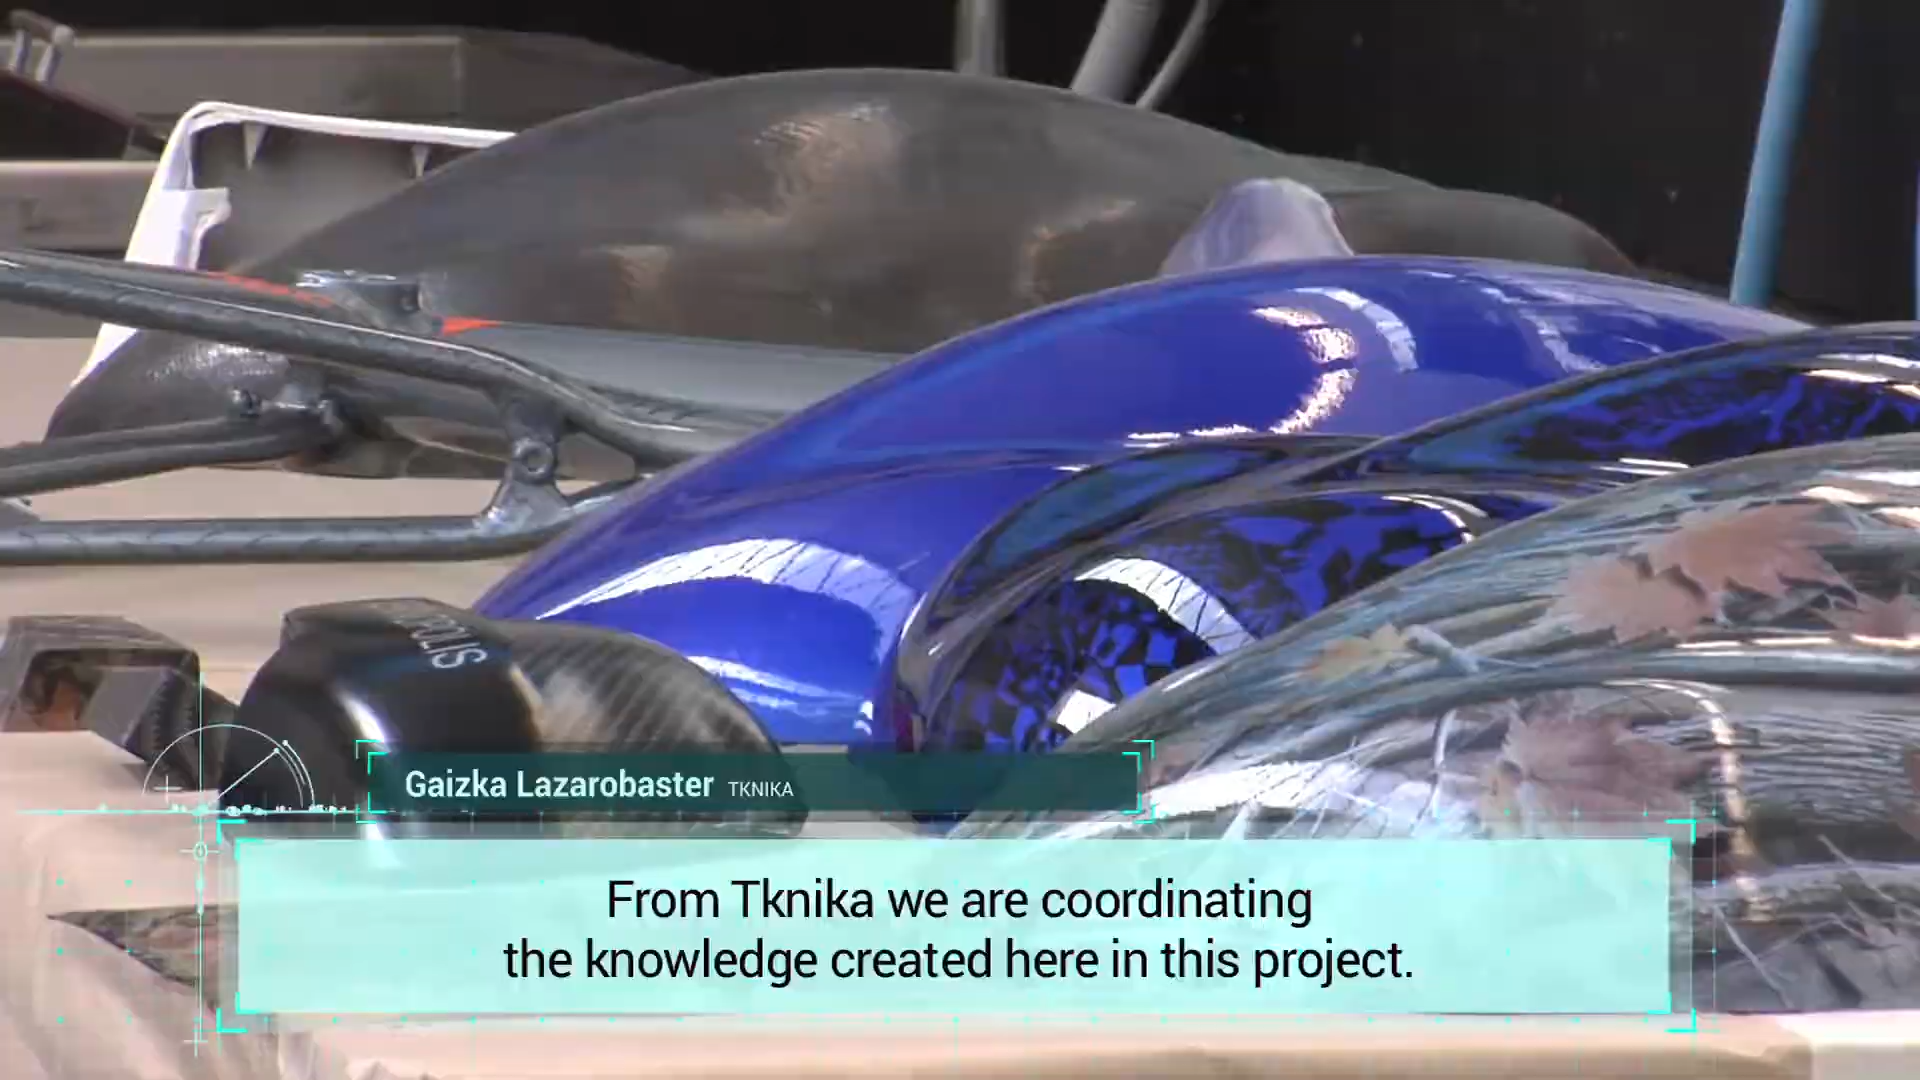 Gaizka Lazarobaster TKNIKA
From Tknika we are coordinating
the knowledge created here in this project.